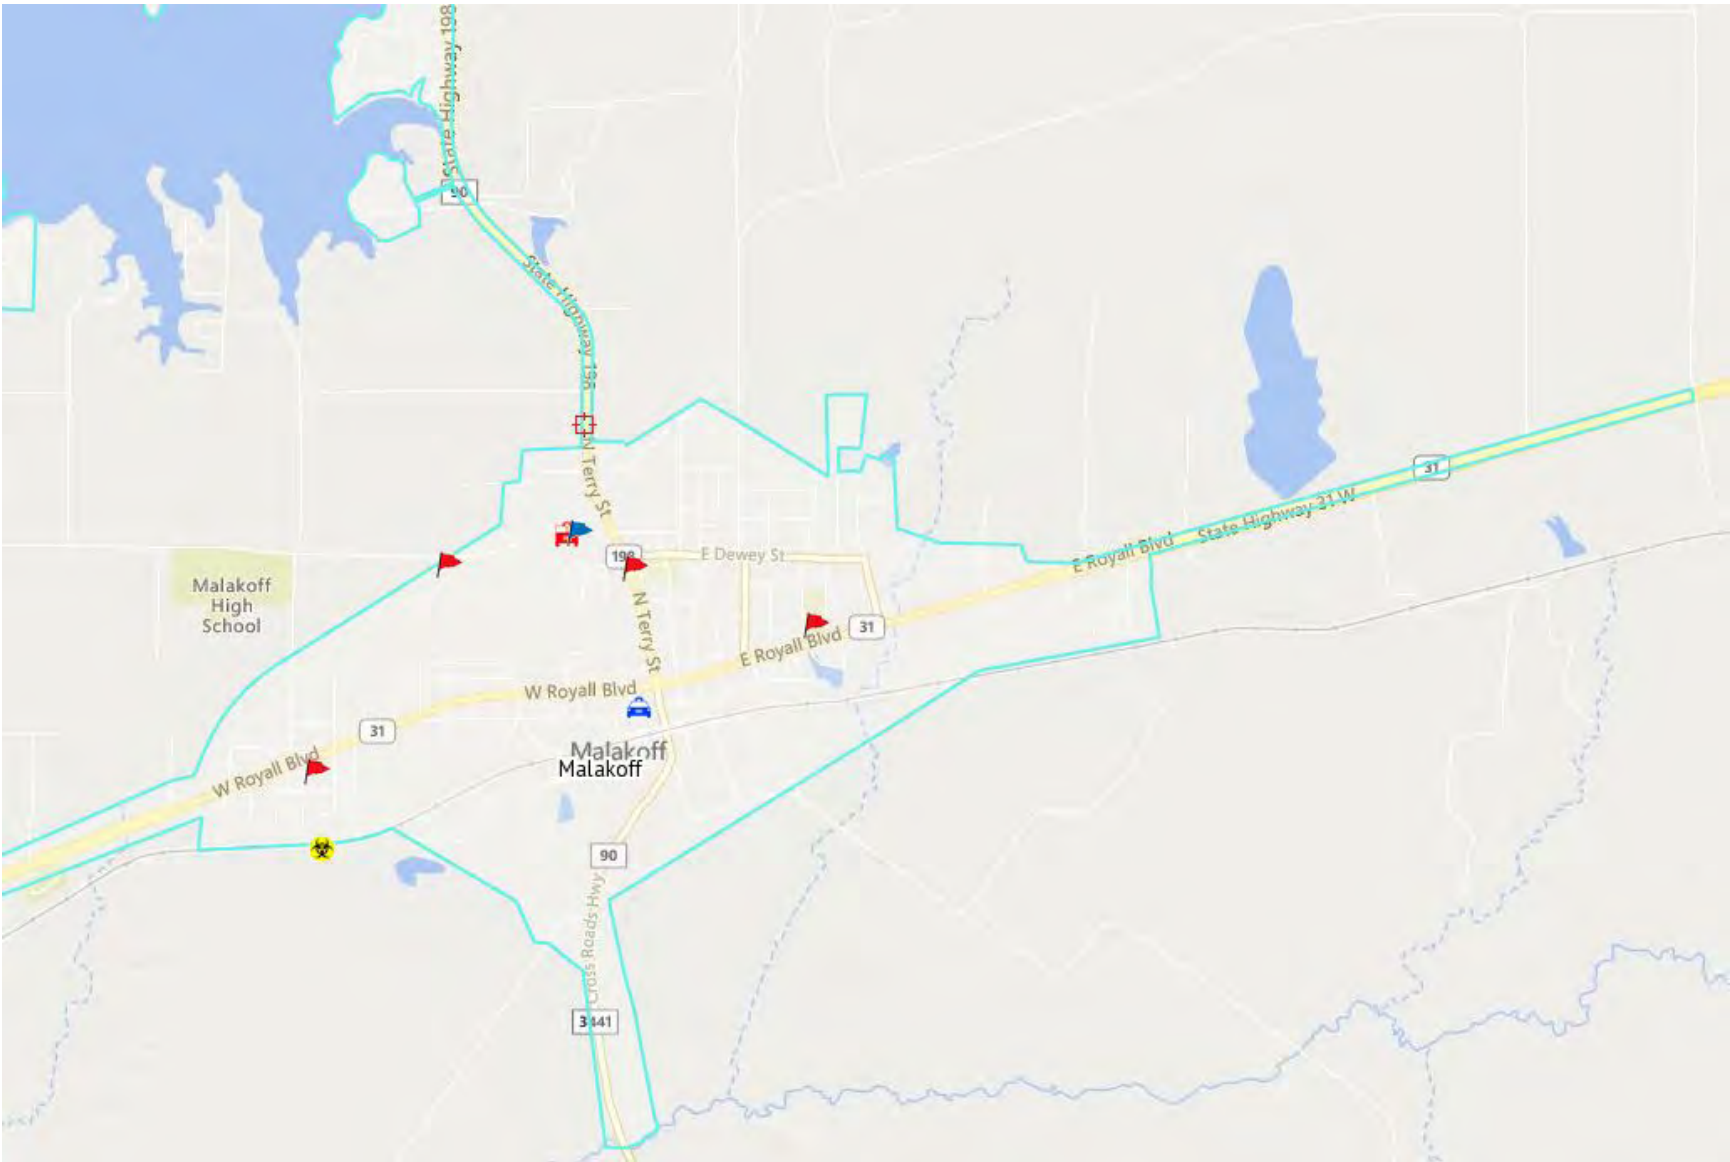 State Highway 198
90
State Highway 198
N Terry St
198
E Dewey St
31
State Highway 31 W
E Royall Blvd
Malakoff
High
School
N Terry St
31
E Royall Blvd
W Royall Blvd
31
W Royall Blvd
Malakoff
Malakoff
90
Cross Roads Hwy
3441